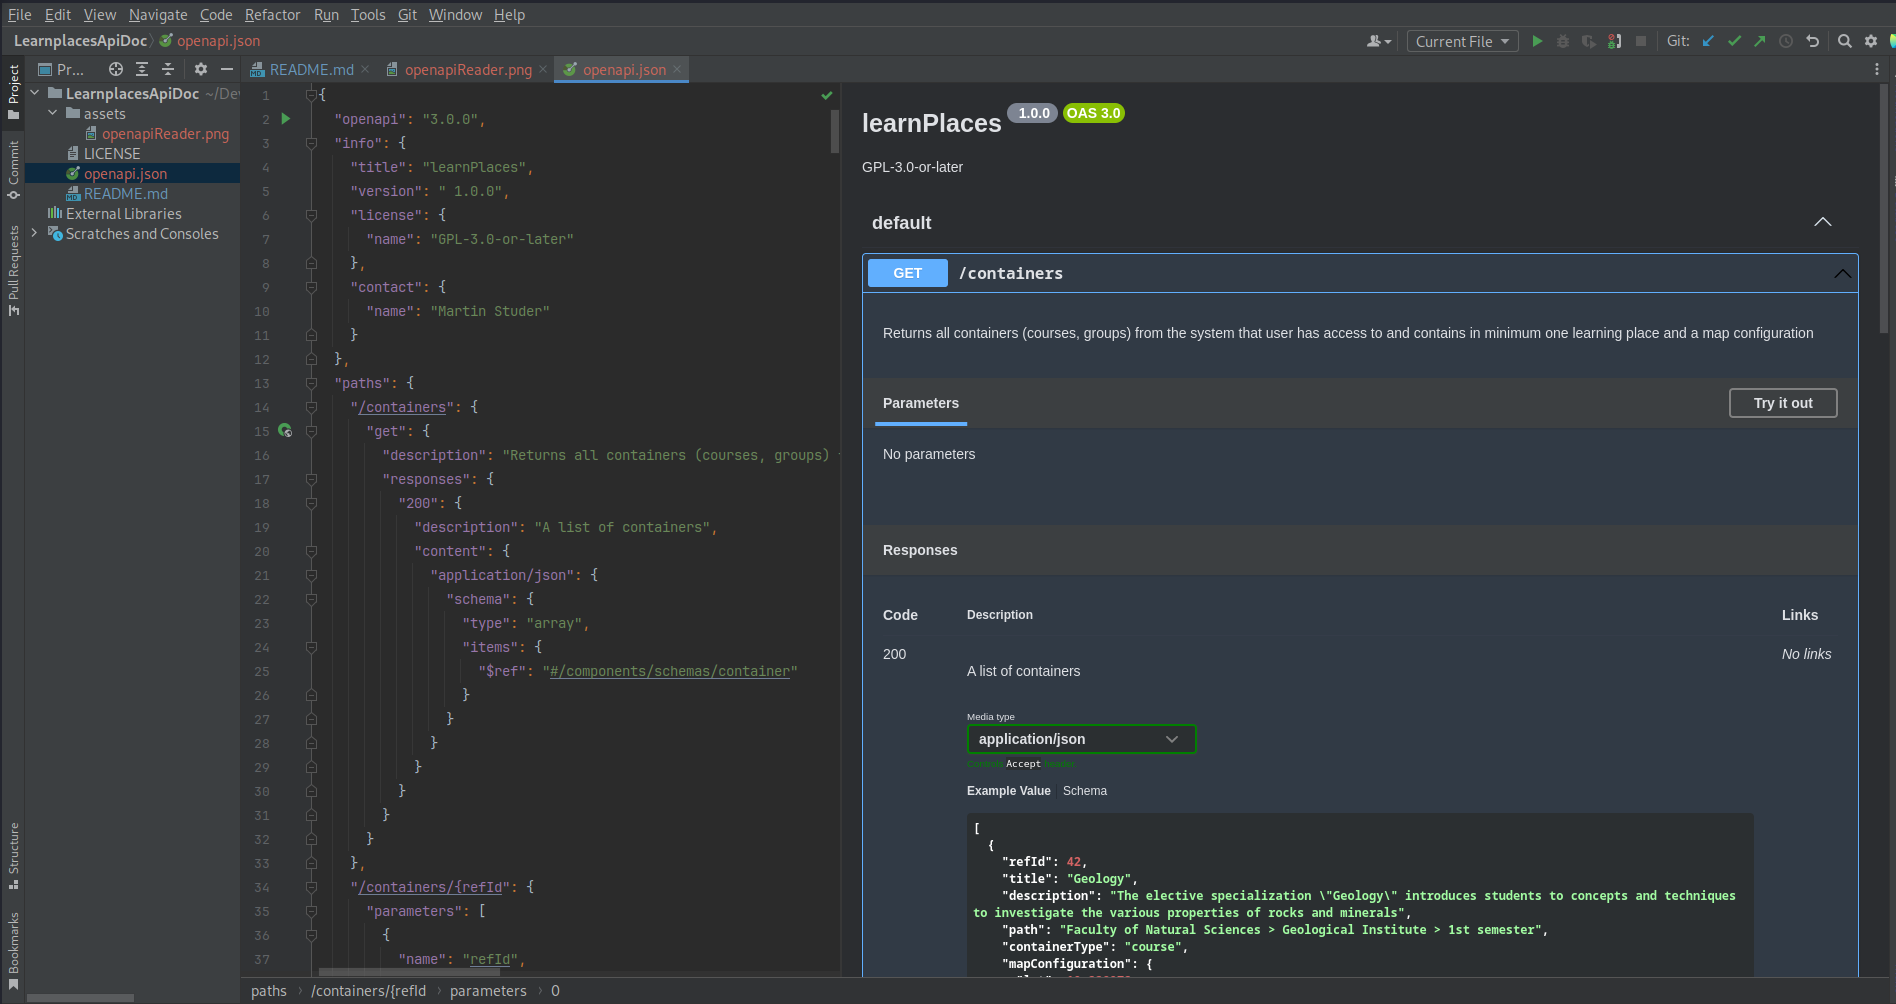 File Edit View Navigate Code Refactor Run Tools Git Window Help
LearnplacesApiDoc openapi.json
Current File
Git:
Project
Commit
Pull Requests
Structure
Bookmarks
Pr...
LearnplacesApiDoc
assets
openapiReader.png
LICENSE
openapi.json
README.md
External Libraries
Scratches and Consoles
README.md openapiReader.png openapi.json
1 {
2 "openapi": "3.0.0",
3 "info": {
4 "title": "learnPlaces",
5 "version": " 1.0.0",
6 "license": {
7 "name": "GPL-3.0-or-later"
8 },
9 "contact": {
10 "name": "Martin Studer"
11 }
12 },
13 "paths": {
14 "/containers": {
15 "get": {
16 "description": "Returns all containers (courses, groups)
17 "responses": {
18 "200": {
19 "description": "A list of containers",
20 "content": {
21 "application/json": {
22 "schema": {
23 "type": "array",
24 "items": {
25 "$ref": "#/components/schemas/container"
26 }
27 }
28 }
29 }
30 }
31 }
32 }
33 },
34 "/containers/{refId": {
35 "parameters": [
36 {
37 "name": "refId",
paths › /containers/{refId › parameters › 0
learnPlaces 1.0.0 OAS 3.0
GPL-3.0-or-later
default
GET /containers
Returns all containers (courses, groups) from the system that user has access to and contains in minimum one learning place and a map configuration
Parameters
Try it out
No parameters
Responses
Code Description Links
200
No links
A list of containers
Media type
application/json
Controls Accept header.
Example Value Schema
[
{
"refId": 42,
"title": "Geology",
"description": "The elective specialization \"Geology\" introduces students to concepts and techniques
to investigate the various properties of rocks and minerals",
"path": "Faculty of Natural Sciences > Geological Institute > 1st semester",
"containerType": "course",
"mapConfiguration": {